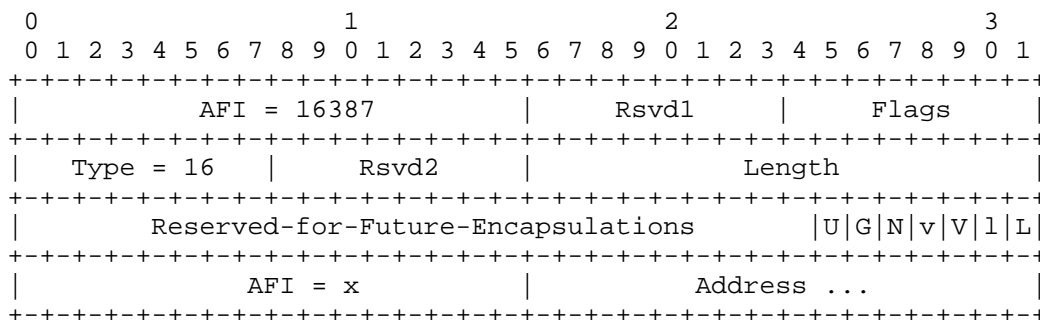 0                   1                   2                   3
 0 1 2 3 4 5 6 7 8 9 0 1 2 3 4 5 6 7 8 9 0 1 2 3 4 5 6 7 8 9 0 1
+-+-+-+-+-+-+-+-+-+-+-+-+-+-+-+-+-+-+-+-+-+-+-+-+-+-+-+-+-+-+-+-+
|           AFI = 16387         |     Rsvd1     |     Flags     |
+-+-+-+-+-+-+-+-+-+-+-+-+-+-+-+-+-+-+-+-+-+-+-+-+-+-+-+-+-+-+-+-+
|   Type = 16   |     Rsvd2     |             Length            |
+-+-+-+-+-+-+-+-+-+-+-+-+-+-+-+-+-+-+-+-+-+-+-+-+-+-+-+-+-+-+-+-+
|        Reserved-for-Future-Encapsulations       |U|G|N|v|V|l|L|
+-+-+-+-+-+-+-+-+-+-+-+-+-+-+-+-+-+-+-+-+-+-+-+-+-+-+-+-+-+-+-+-+
|              AFI = x          |          Address ...          |
+-+-+-+-+-+-+-+-+-+-+-+-+-+-+-+-+-+-+-+-+-+-+-+-+-+-+-+-+-+-+-+-+